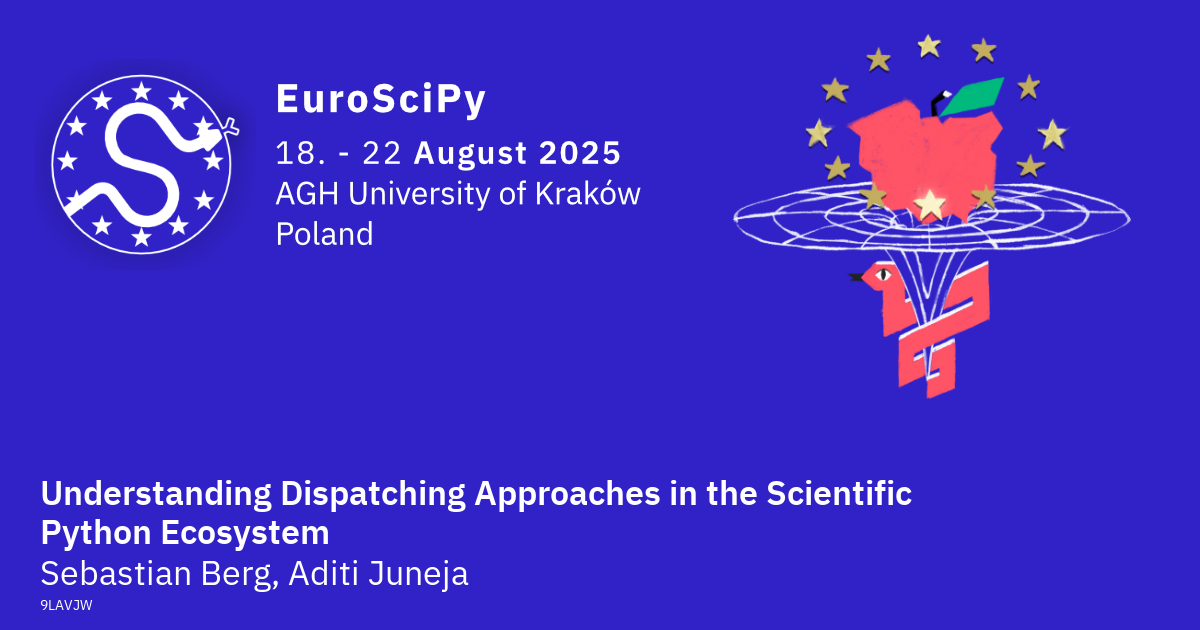 EuroSciPy
18. - 22 August 2025
AGH University of Kraków
Poland
Understanding Dispatching Approaches in the Scientific
Python Ecosystem
Sebastian Berg, Aditi Juneja
9LAVJW